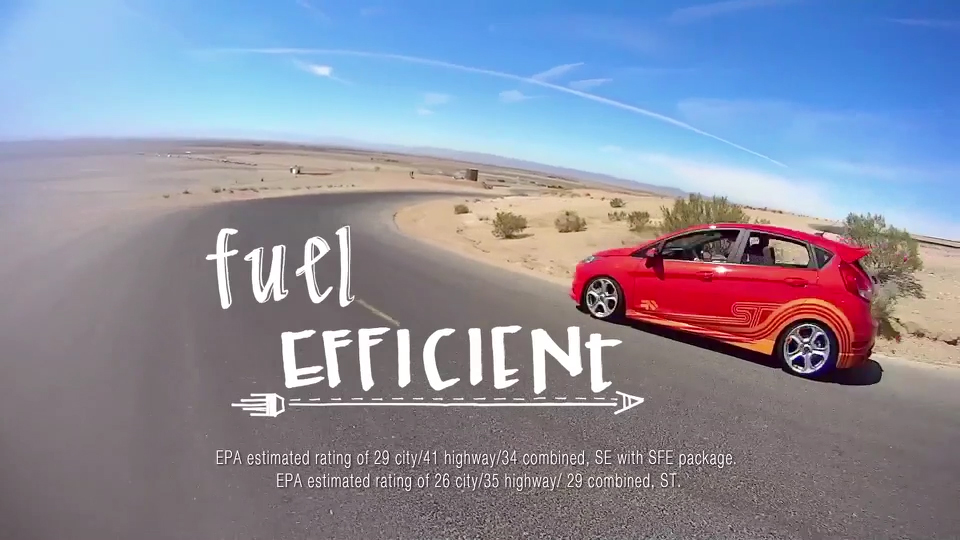 fuel
EFFICIENt
ST
EPA estimated rating of 29 city/41 highway/34 combined, SE with SFE package.
EPA estimated rating of 26 city/35 highway/ 29 combined, ST.